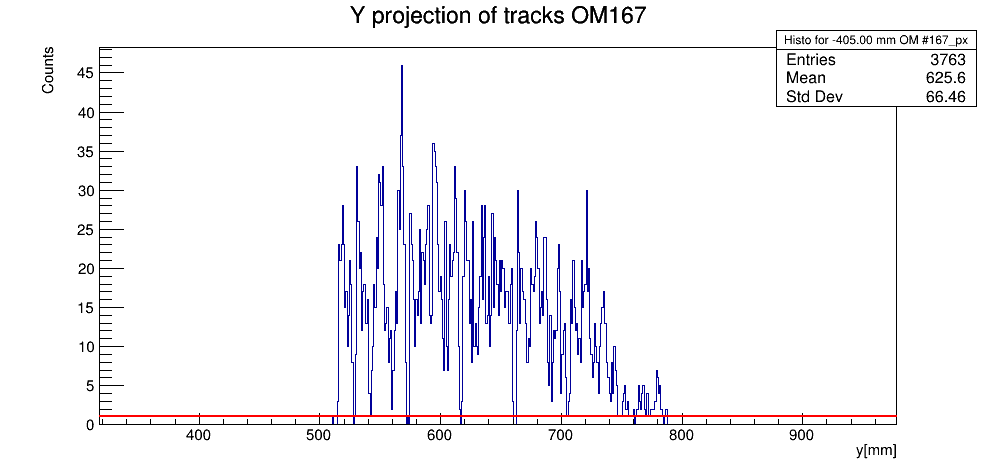 Y projection of tracks OM167
Histo for -405.00 mm OM #167_px
Entries 3763
Mean 625.6
Std Dev 66.46
Counts
45
40
35
30
25
20
15
10
5
0
400 500 600 700 800 900
y[mm]